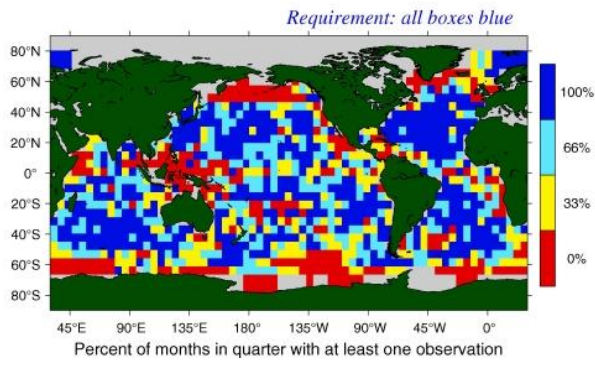 Requirement: all boxes blue
80°N
60°N
40°N
20°N
0°
20°S
40°S
60°S
80°S
100%
66%
33%
0%
45°E 90°E 135°E 180° 135°W 90°W 45°W 0°
Percent of months in quarter with at least one observation